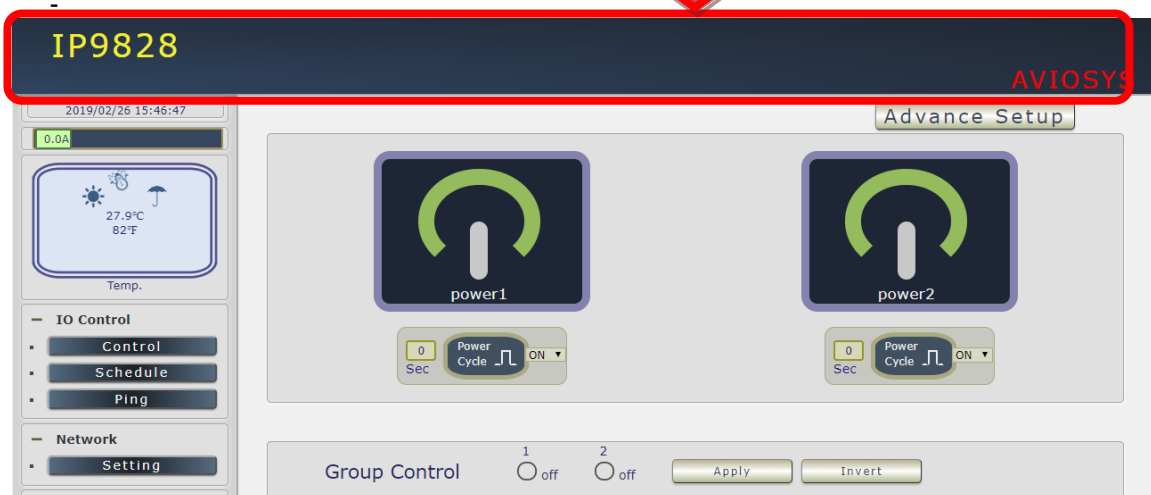 IP9828
AVIOSYS
2019/02/26 15:46:47
Advance Setup
0.0A
27.9°C
82°F
Temp.
power1
power2
0
Sec
Power
Cycle
ON
0
Sec
Power
Cycle
ON
IO Control
Control
Schedule
Ping
Network
Setting
Group Control
1
off
2
off
Apply
Invert